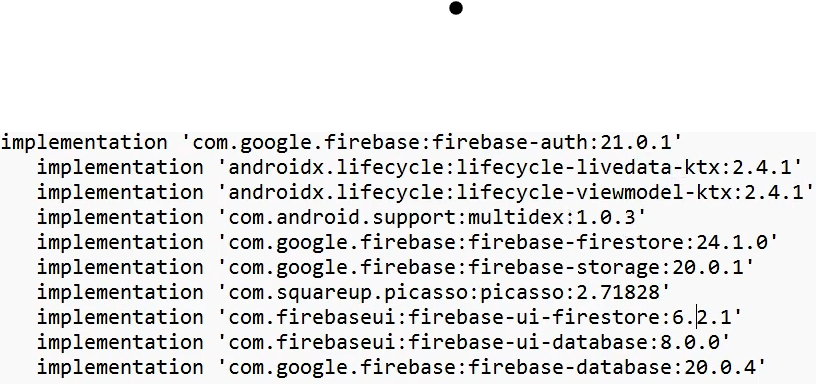 implementation 'com.google.firebase:firebase-auth:21.0.1'
implementation 'androidx.lifecycle:lifecycle-livedata-ktx:2.4.1'
implementation 'androidx.lifecycle:lifecycle-viewmodel-ktx:2.4.1'
implementation 'com.android.support:multidex:1.0.3'
implementation 'com.google.firebase:firebase-firestore:24.1.0'
implementation 'com.google.firebase:firebase-storage:20.0.1'
implementation 'com.squareup.picasso:picasso:2.71828'
implementation 'com.firebaseui:firebase-ui-firestore:6.2.1'
implementation 'com.firebaseui:firebase-ui-database:8.0.0'
implementation 'com.google.firebase:firebase-database:20.0.4'